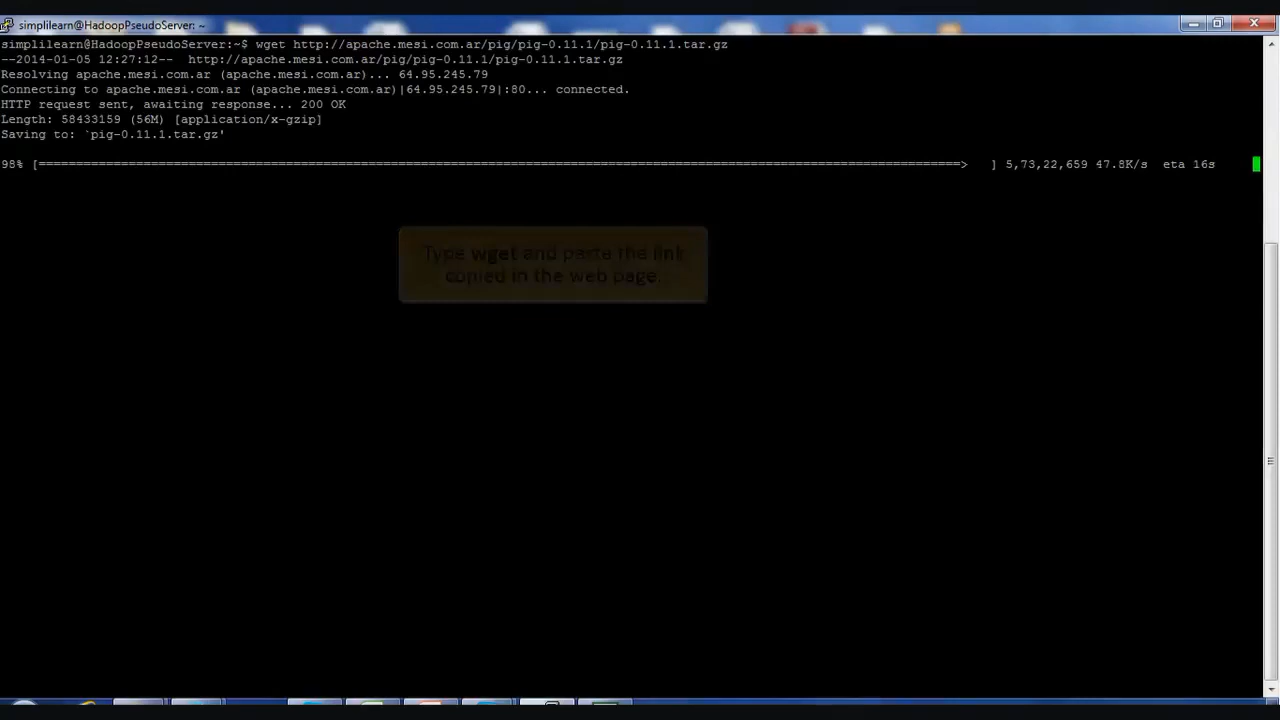 simplilearn@HadoopPseudoServer: ~
simplilearn@HadoopPseudoServer:~$ wget http://apache.mesi.com.ar/pig/pig-0.11.1/pig-0.11.1.tar.gz
--2014-01-05 12:27:12--  http://apache.mesi.com.ar/pig/pig-0.11.1/pig-0.11.1.tar.gz
Resolving apache.mesi.com.ar (apache.mesi.com.ar)... 64.95.245.79
Connecting to apache.mesi.com.ar (apache.mesi.com.ar)|64.95.245.79|:80... connected.
HTTP request sent, awaiting response... 200 OK
Length: 58433159 (56M) [application/x-gzip]
Saving to: `pig-0.11.1.tar.gz'
98% [==============================================================================================================================>    ] 5,73,22,659 47.8K/s  eta 16s
Type wget and paste the link
copied in the web page.